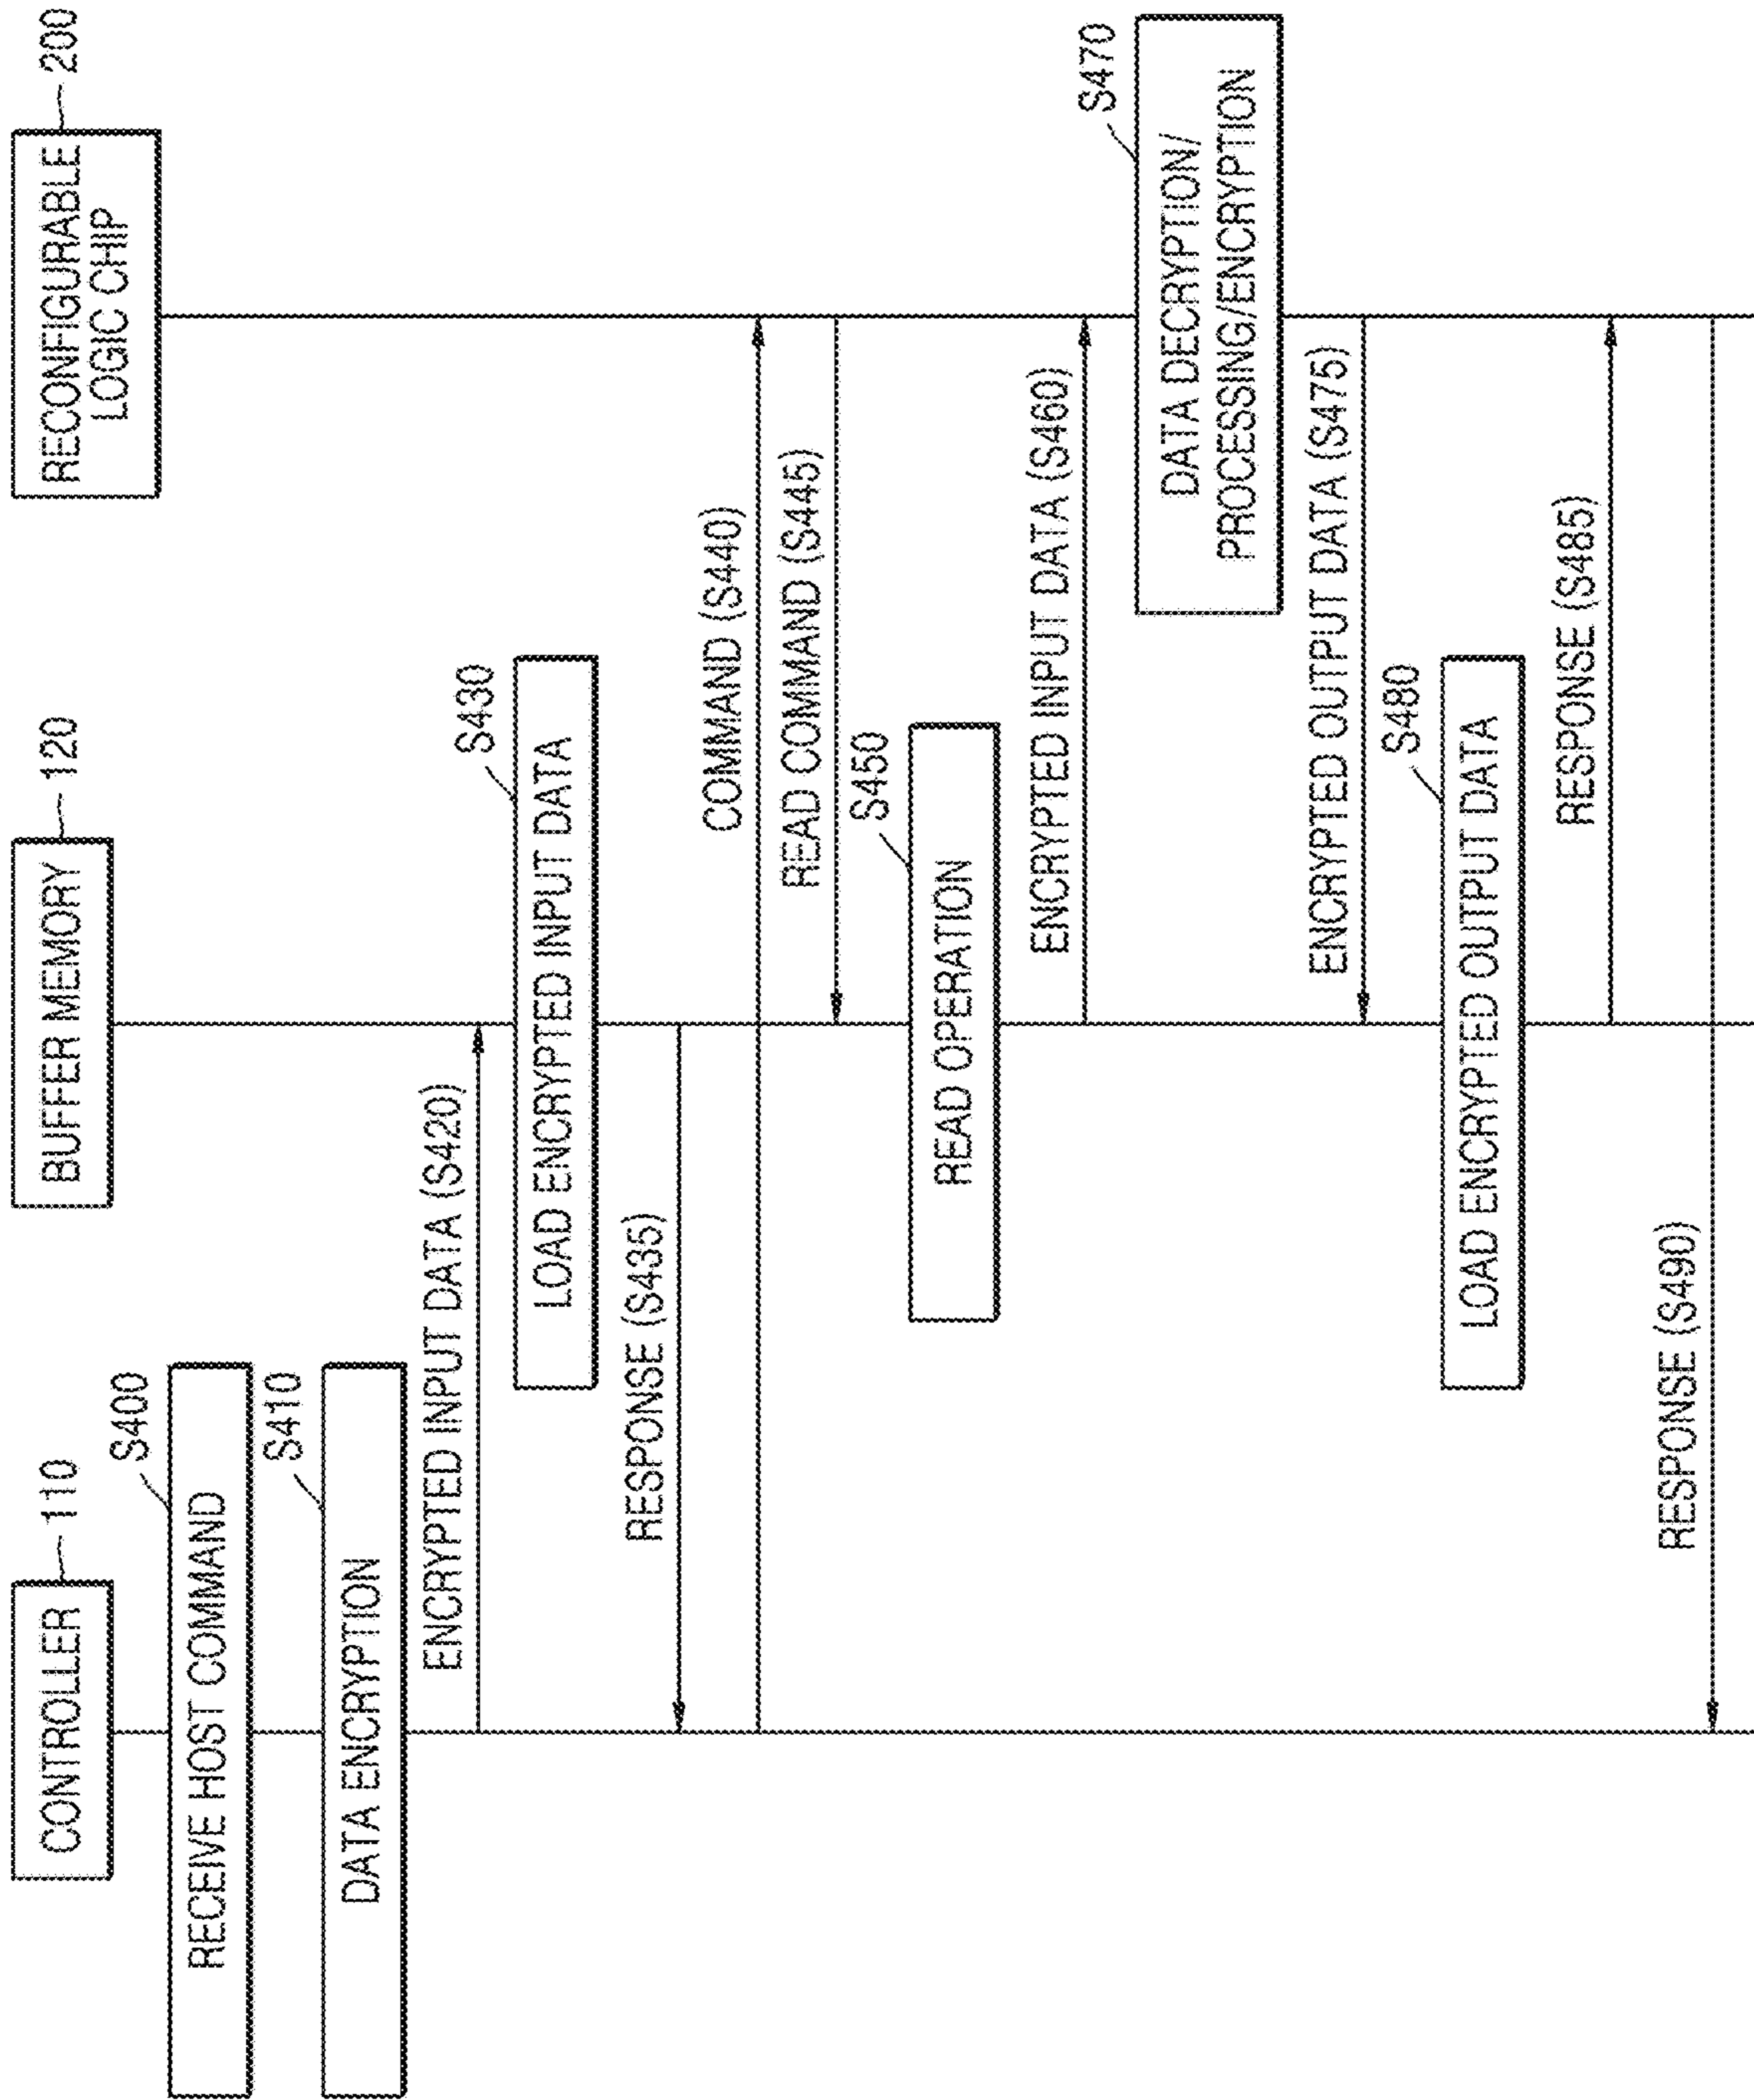 CONTROLLER
110
BUFFER MEMORY
120
RECONFIGURABLE
LOGIC CHIP
200
S400
RECEIVE HOST COMMAND
S410
DATA ENCRYPTION
ENCRYPTED INPUT DATA (S420)
S430
LOAD ENCRYPTED INPUT DATA
RESPONSE (S435)
COMMAND (S440)
READ COMMAND (S445)
S450
READ OPERATION
ENCRYPTED INPUT DATA (S460)
S470
DATA DECRYPTION/
PROCESSING/ENCRYPTION
ENCRYPTED OUTPUT DATA (S475)
S480
LOAD ENCRYPTED OUTPUT DATA
RESPONSE (S485)
RESPONSE (S490)